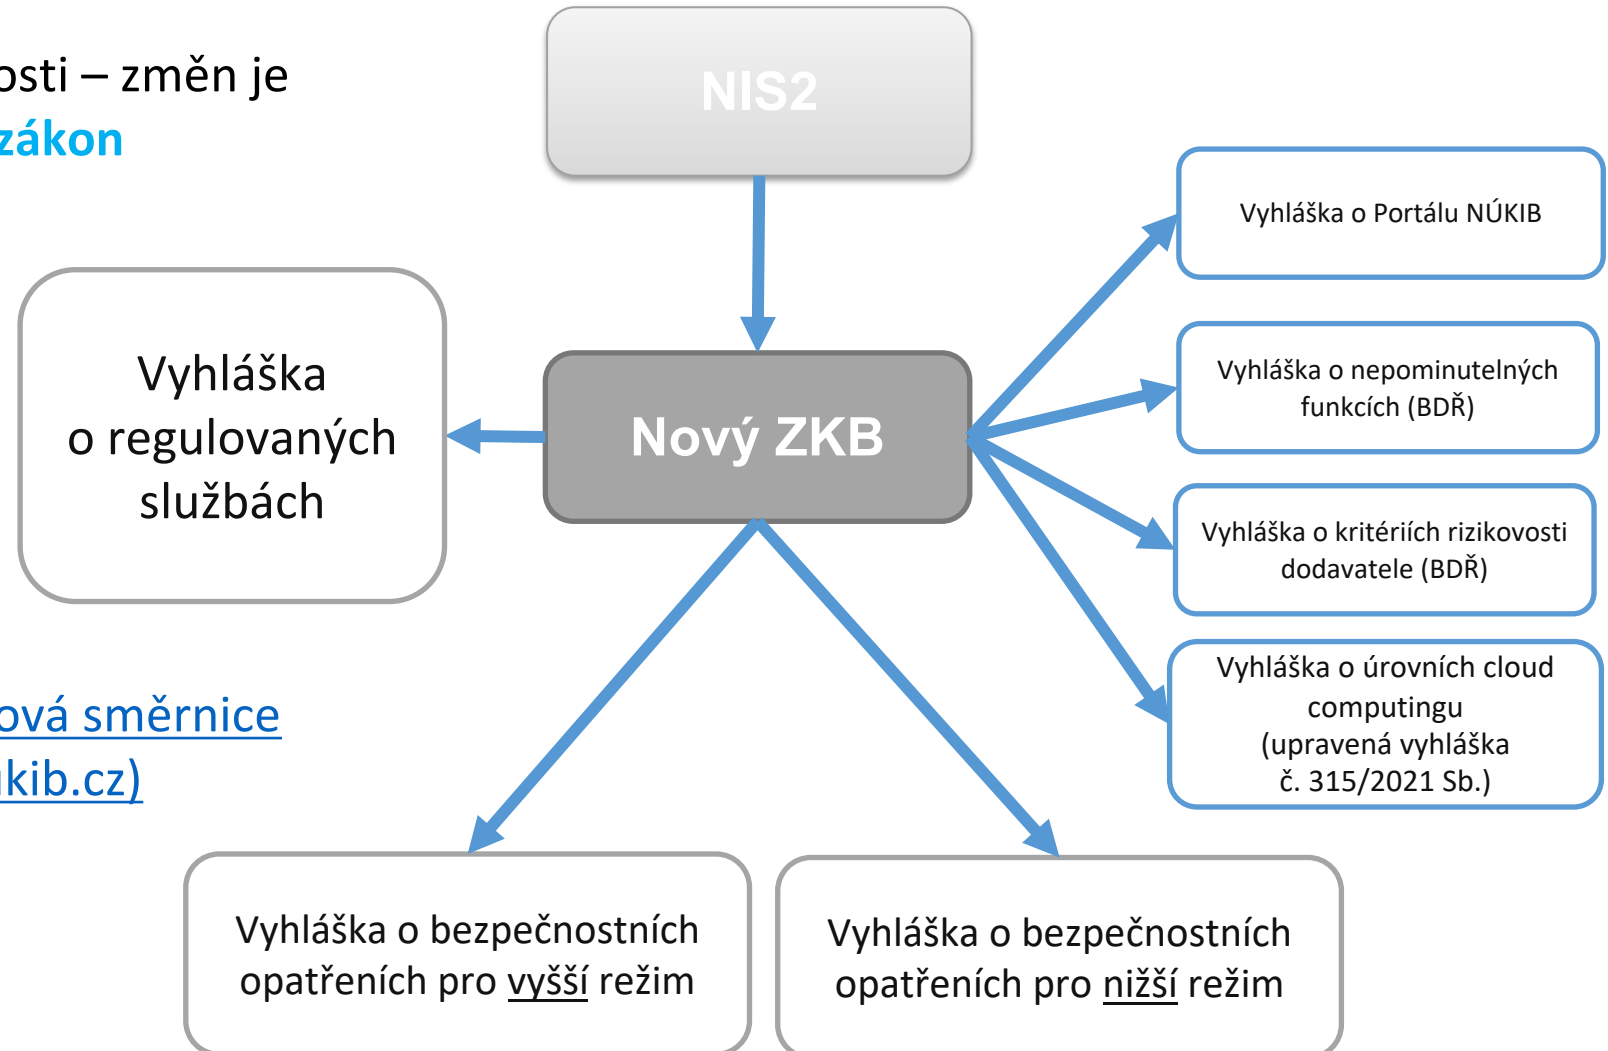 osti – změn je
zákon
NIS2
Vyhláška o Portálu NÚKIB
Vyhláška
o regulovaných
službách
Nový ZKB
Vyhláška o nepominutelných
funkcích (BDŘ)
Vyhláška o kritériích rizikovosti
dodavatele (BDŘ)
Vyhláška o úrovních cloud
computingu
(upravená vyhláška
č. 315/2021 Sb.)
ová směrnice
kib.cz)
Vyhláška o bezpečnostních
opatřeních pro vyšší režim
Vyhláška o bezpečnostních
opatřeních pro nižší režim